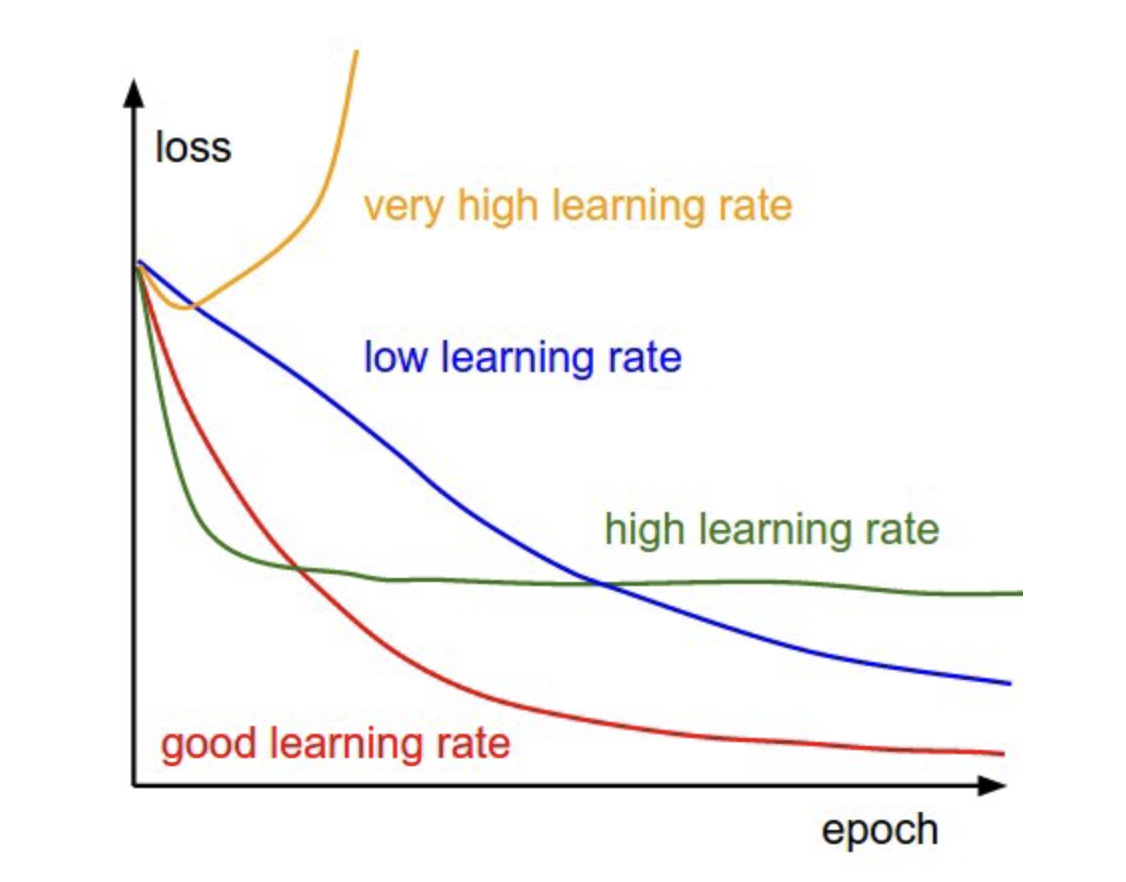 loss
very high learning rate
low learning rate
high learning rate
good learning rate
epoch